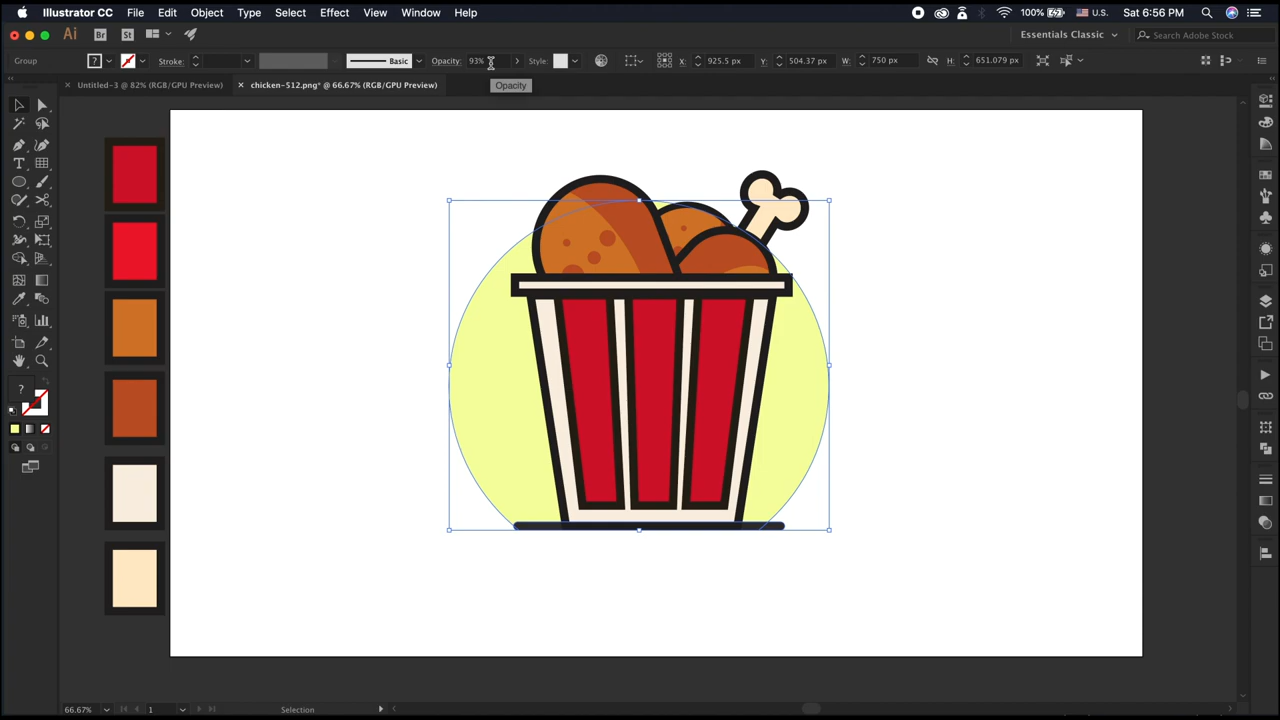 Illustrator CC File Edit Object Type Select Effect View Window Help 100% U.S. Sat 6:56 PM
Ai Br St Essentials Classic Search Adobe Stock
Group ? Stroke: Basic Opacity: 93% Style: X: 925.5 px Y: 504.37 pm W: 750 px H: 651.079 px
× Untitled-3 @ 82% (RGB/GPU Preview) × chicken-512.png* @ 66.67% (RGB/GPU Preview) Opacity
T
?
66.67% 1 Selection